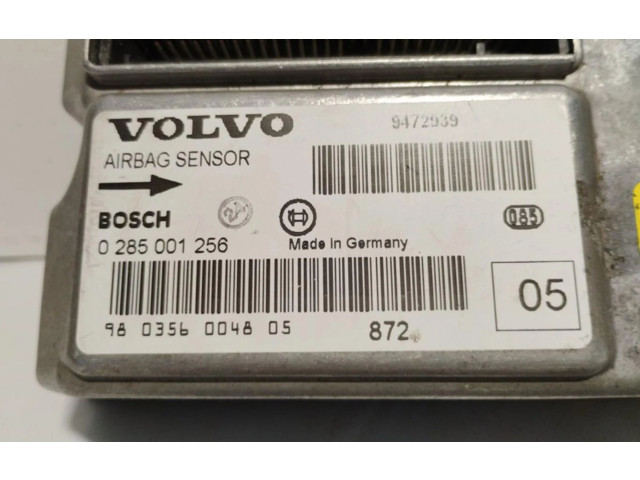 VOLVO
9472939
AIRBAG SENSOR
BOSCH
085
0 285 001 256
Made in Germany
05
98 0356 0048 05
872